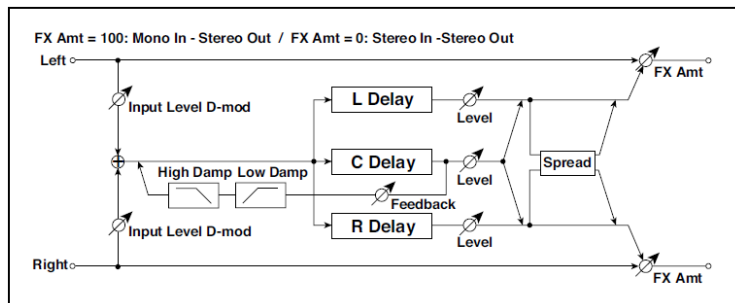 FX Amt = 100: Mono In - Stereo Out / FX Amt = 0: Stereo In -Stereo Out
Left
FX Amt
Input Level D-mod
L Delay
Level
High Damp Low Damp
C Delay
Level
Spread
Feedback
Input Level D-mod
R Delay
Level
Right
FX Amt